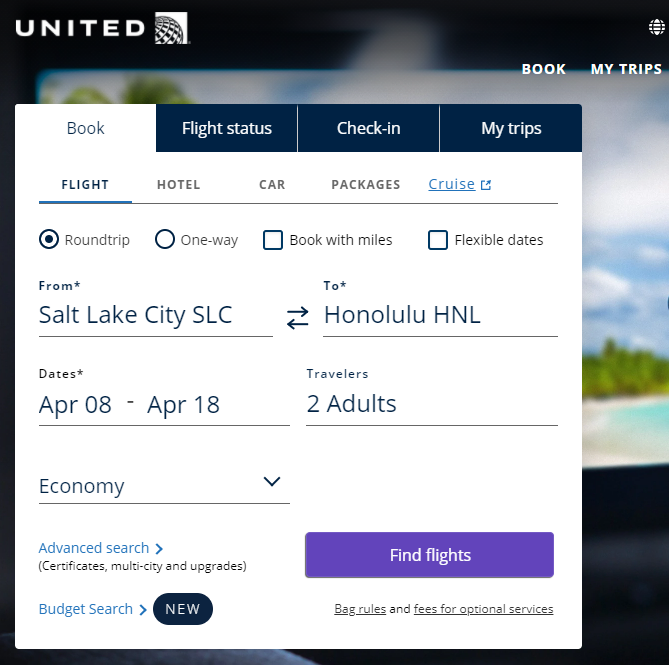 UNITED
BOOK MY TRIPS
Book Flight status Check-in My trips
FLIGHT HOTEL CAR PACKAGES Cruise
Roundtrip One-way Book with miles Flexible dates
From* To*
Salt Lake City SLC Honolulu HNL
Dates* Travelers
Apr 08 - Apr 18 2 Adults
Economy
Advanced search
(Certificates, multi-city and upgrades)
Find flights
Budget Search NEW
Bag rules and fees for optional services